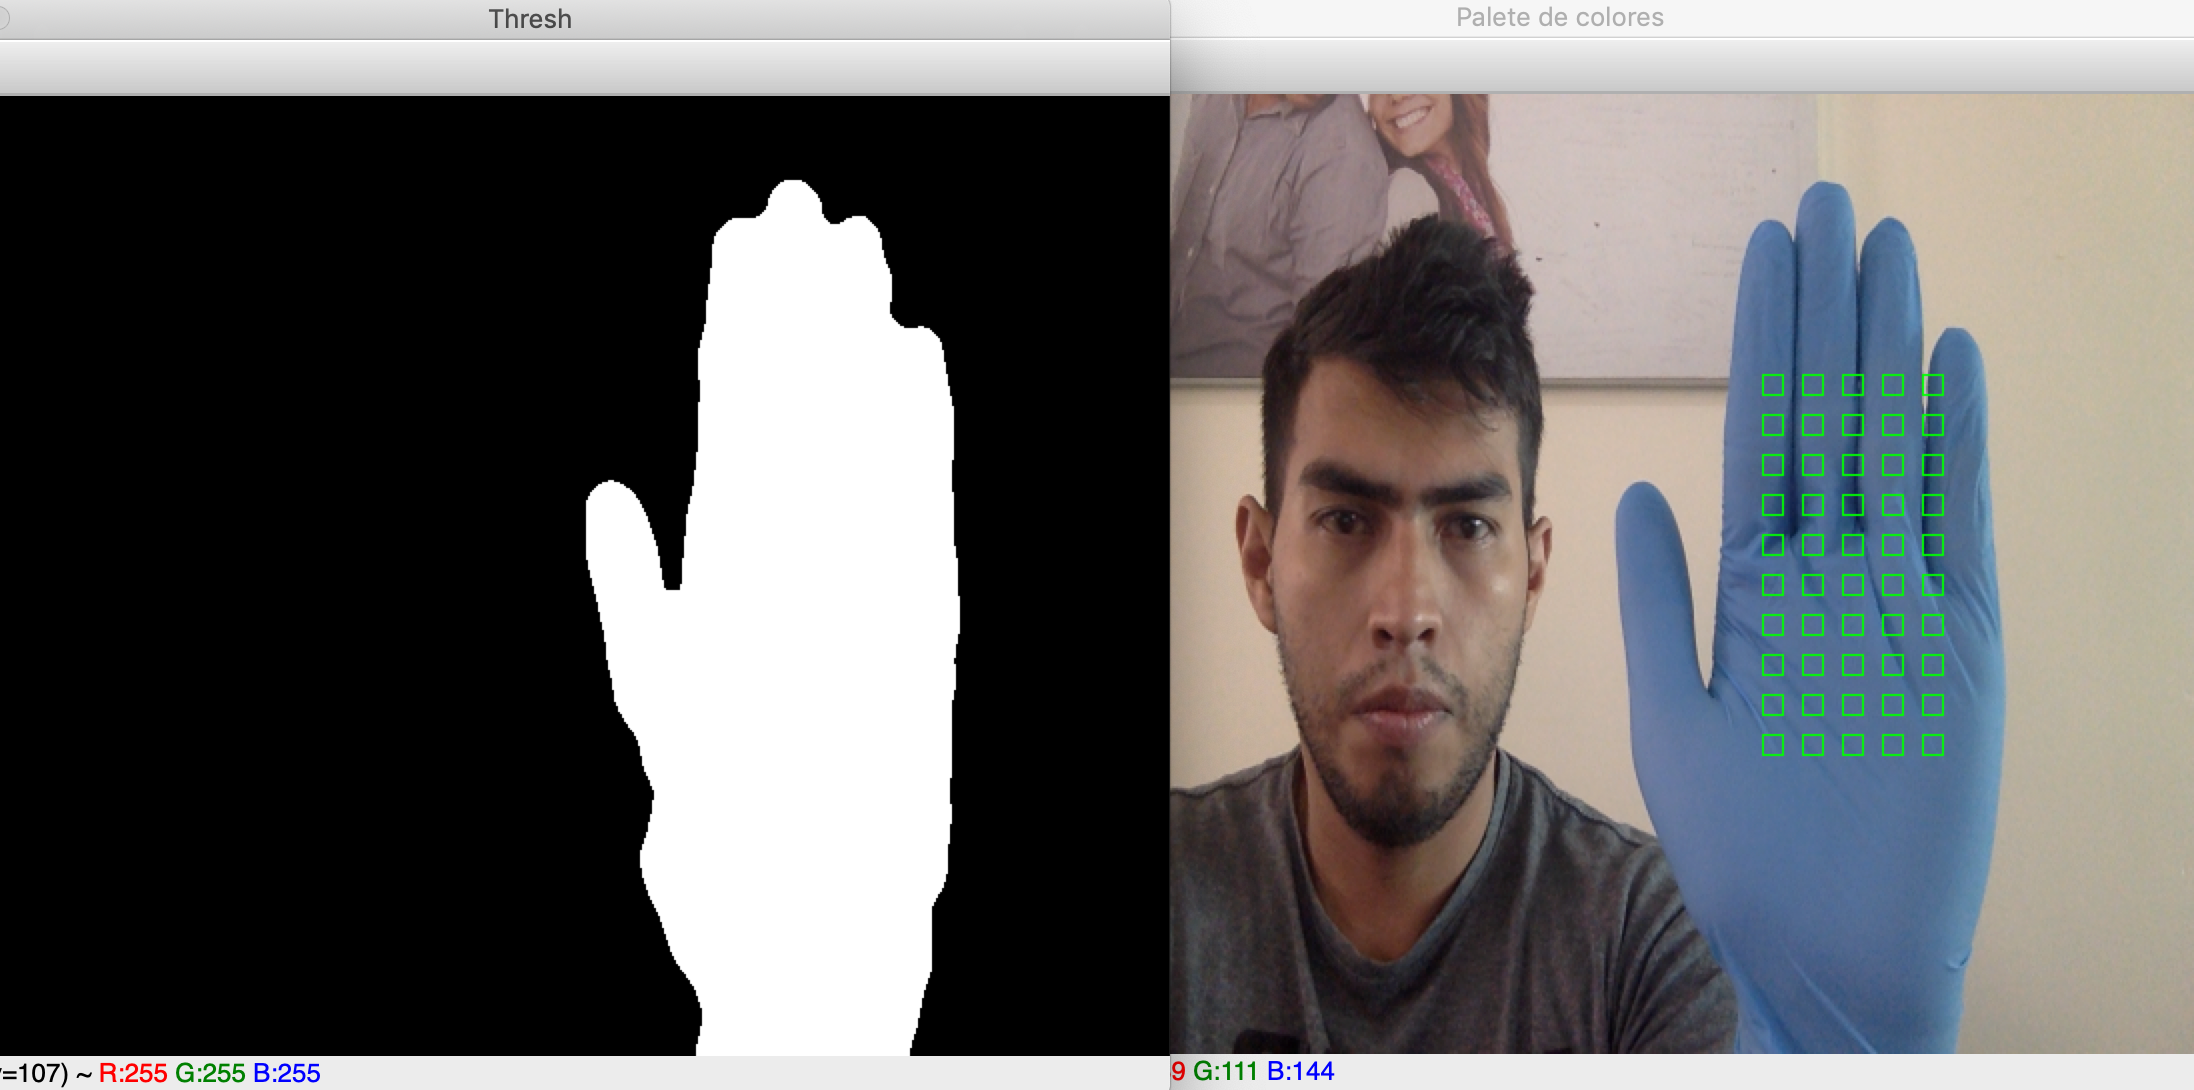 Thresh
Palete de colores
=107) ~ R:255 G:255 B:255
9 G:111 B:144